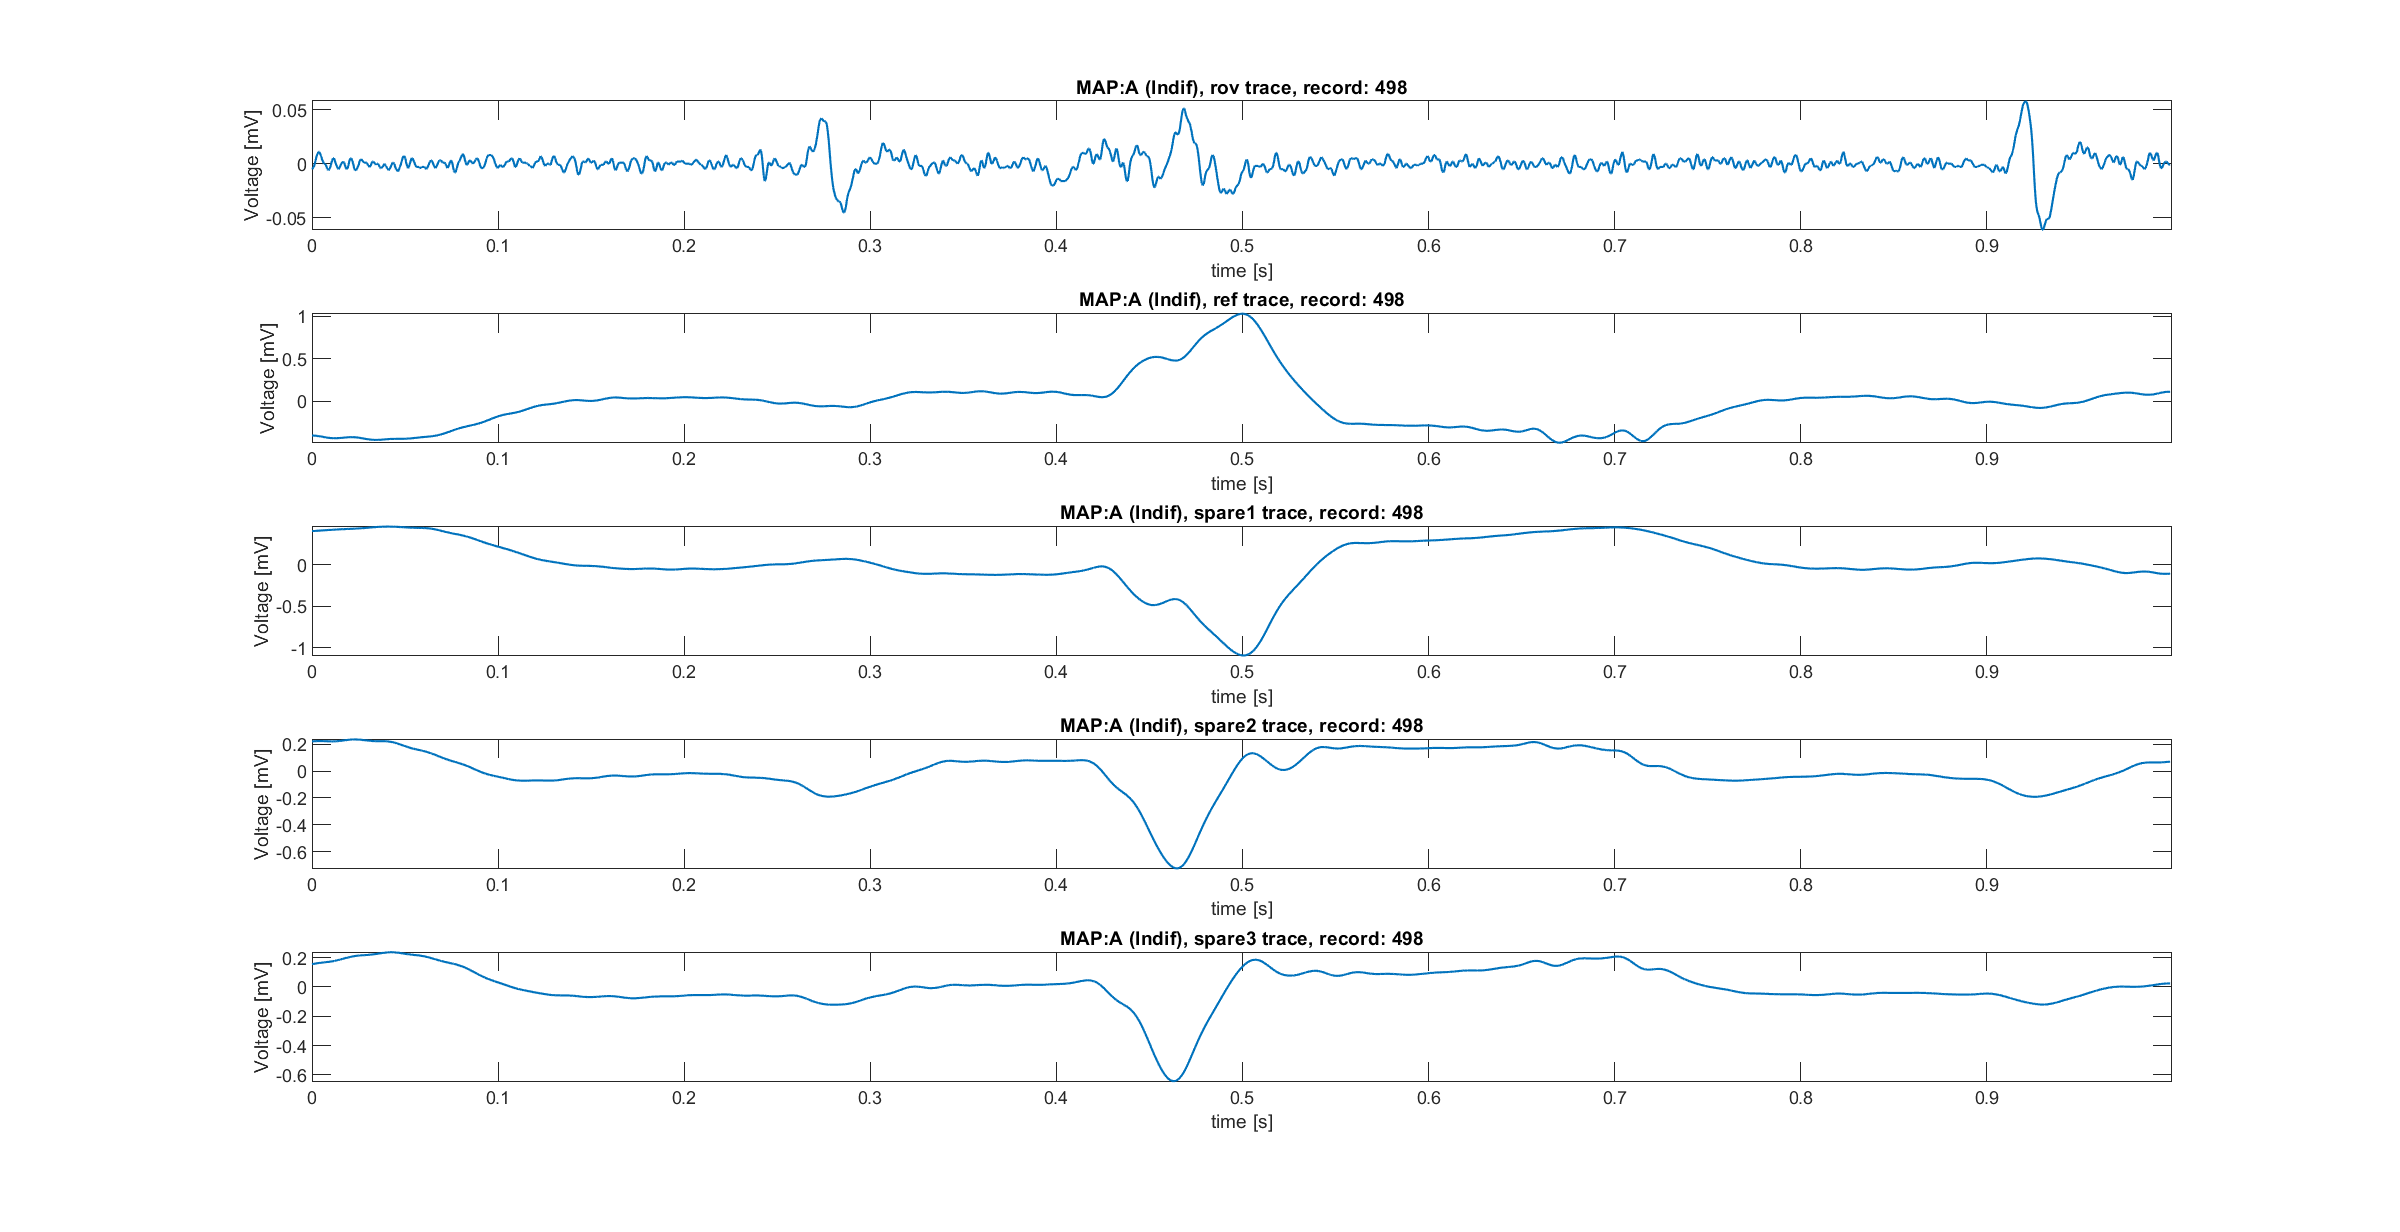 MAP:A (Indif), rov trace, record: 498
Voltage [mV]
0.05
0
-0.05
0 0.1 0.2 0.3 0.4 0.5 0.6 0.7 0.8 0.9
time [s]
MAP:A (Indif), ref trace, record: 498
Voltage [mV]
1
0.5
0
0 0.1 0.2 0.3 0.4 0.5 0.6 0.7 0.8 0.9
time [s]
MAP:A (Indif), spare1 trace, record: 498
Voltage [mV]
0
-0.5
-1
0 0.1 0.2 0.3 0.4 0.5 0.6 0.7 0.8 0.9
time [s]
MAP:A (Indif), spare2 trace, record: 498
Voltage [mV]
0.2
0
-0.2
-0.4
-0.6
0 0.1 0.2 0.3 0.4 0.5 0.6 0.7 0.8 0.9
time [s]
MAP:A (Indif), spare3 trace, record: 498
Voltage [mV]
0.2
0
-0.2
-0.4
-0.6
0 0.1 0.2 0.3 0.4 0.5 0.6 0.7 0.8 0.9
time [s]